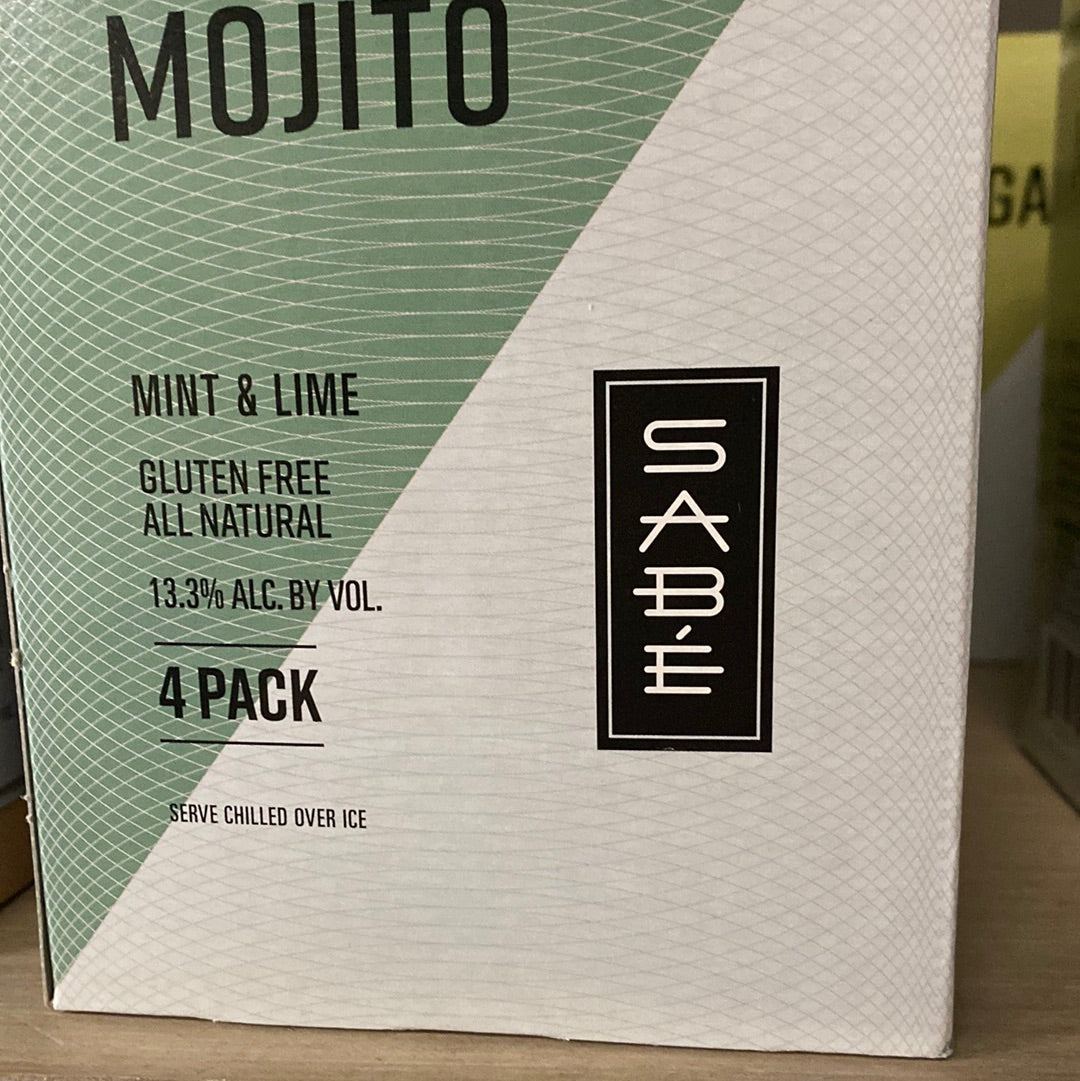 MOJITO
MINT & LIME
GLUTEN FREE
ALL NATURAL
13.3% ALC. BY VOL.
4 PACK
SERVE CHILLED OVER ICE
SABÉ